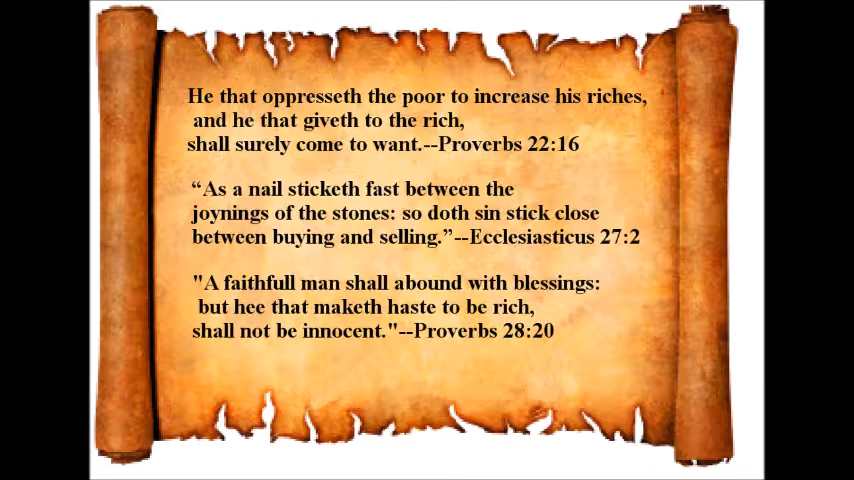 He that oppresseth the poor to increase his riches,
and he that giveth to the rich,
shall surely come to want.--Proverbs 22:16
“As a nail sticketh fast between the
joynings of the stones: so doth sin stick close
between buying and selling.”--Ecclesiasticus 27:2
"A faithfull man shall abound with blessings:
but hee that maketh haste to be rich,
shall not be innocent."--Proverbs 28:20